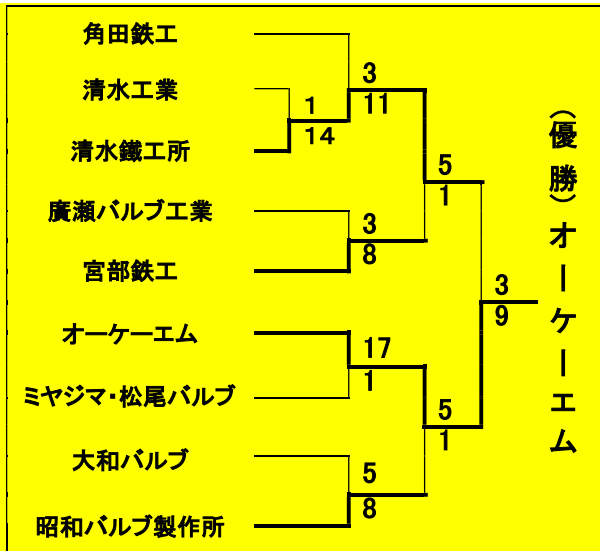 角田鉄工
清水工業
清水鐵工所
廣瀬バルブ工業
宮部鉄工
オーケーエム
ミヤジマ・松尾バルブ
大和バルブ
昭和バルブ製作所
1
14
3
11
3
8
17
1
5
8
5
1
5
1
3
9
(優勝)オーケーエム